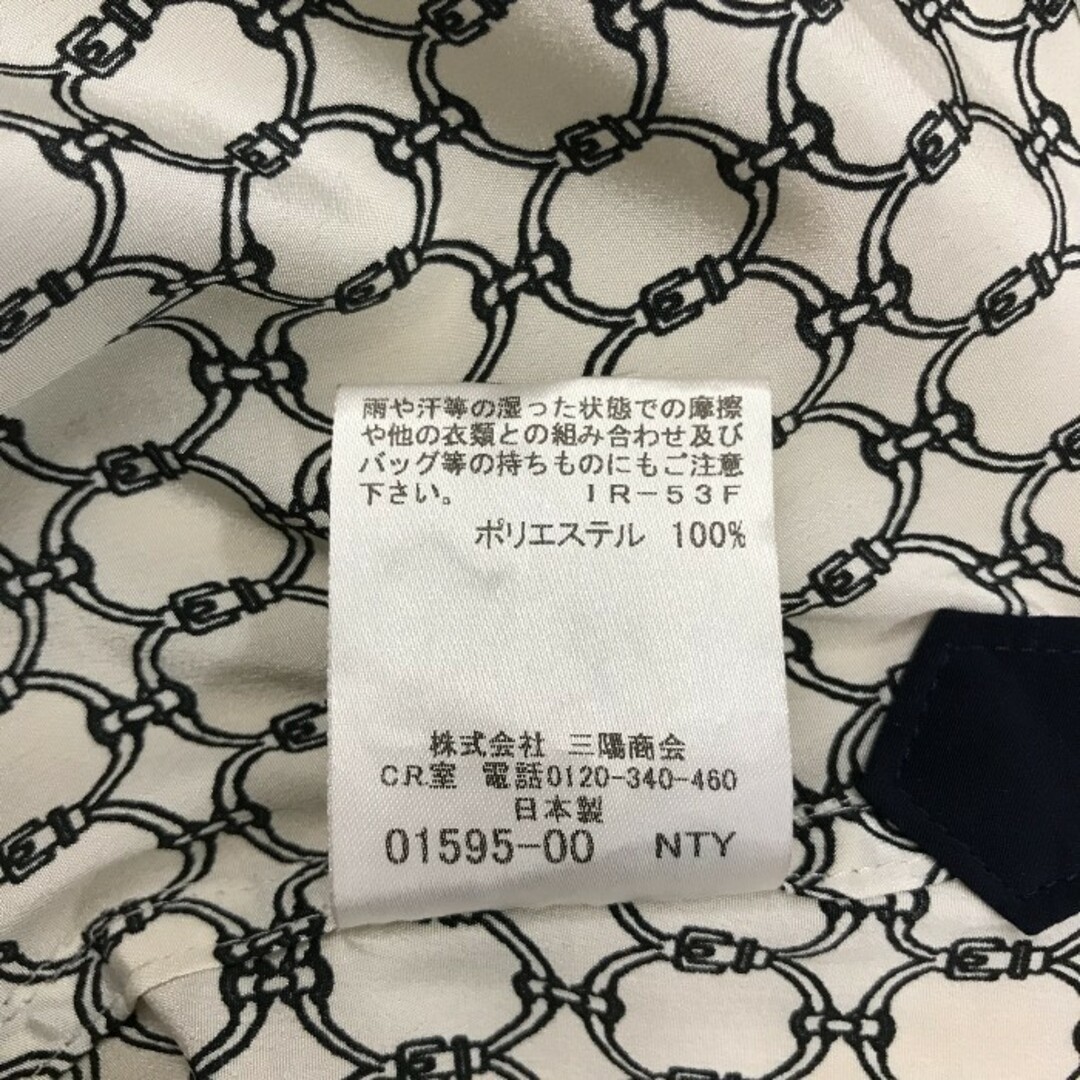 雨や汗等の湿った状態での摩擦
や他の衣類との組み合わせ及び
バッグ等の持ちものにもご注意
下さい。 IR-53F
ポリエステル 100%
株式会社 三陽商会
C.R.室 電話0120-340-460
日本製
01595-00 NTY